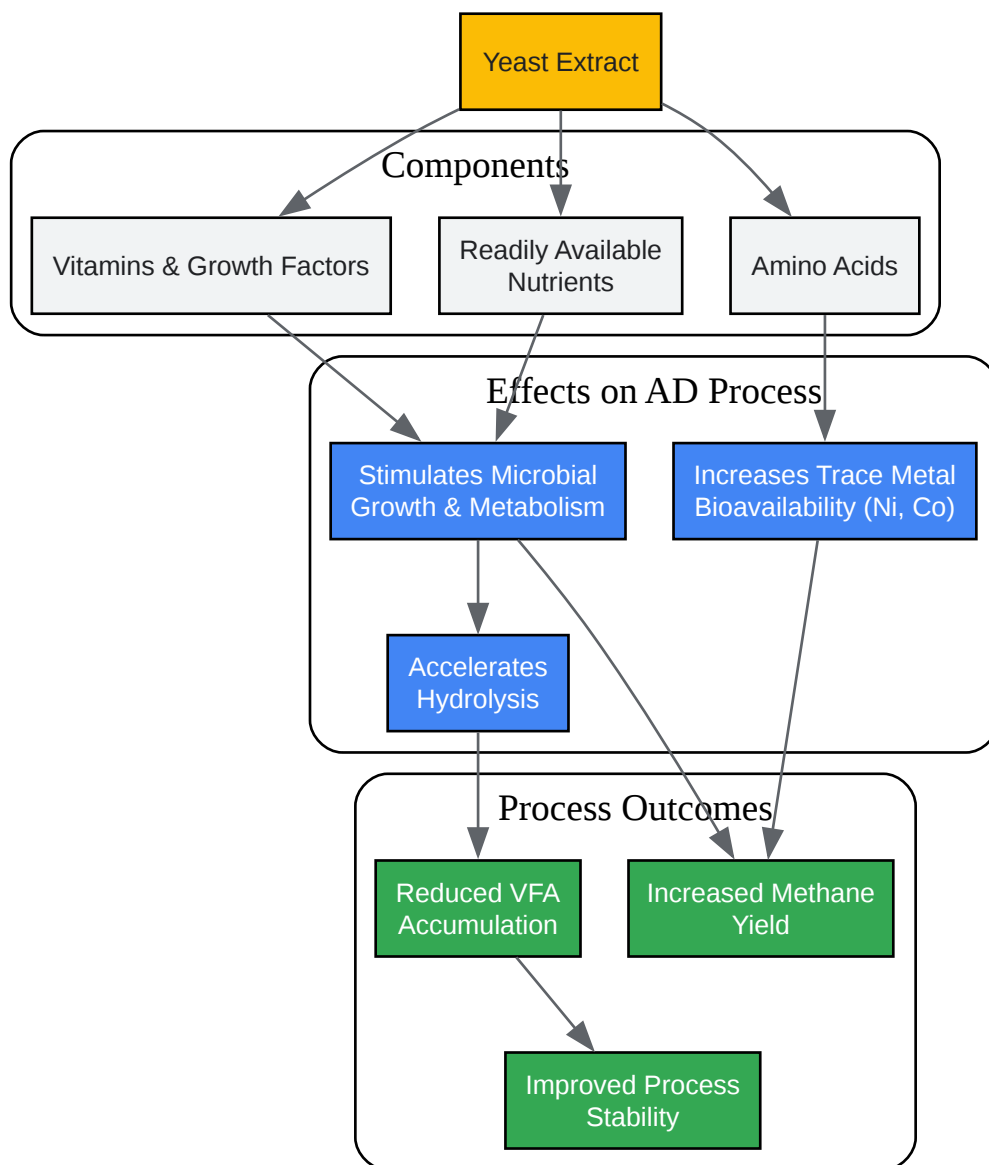 Yeast Extract
Components
Vitamins & Growth Factors
Readily Available
Nutrients
Amino Acids
Effects on AD Process
Stimulates Microbial
Growth & Metabolism
Increases Trace Metal
Bioavailability (Ni, Co)
Accelerates
Hydrolysis
Process Outcomes
Reduced VFA
Accumulation
Increased Methane
Yield
Improved Process
Stability